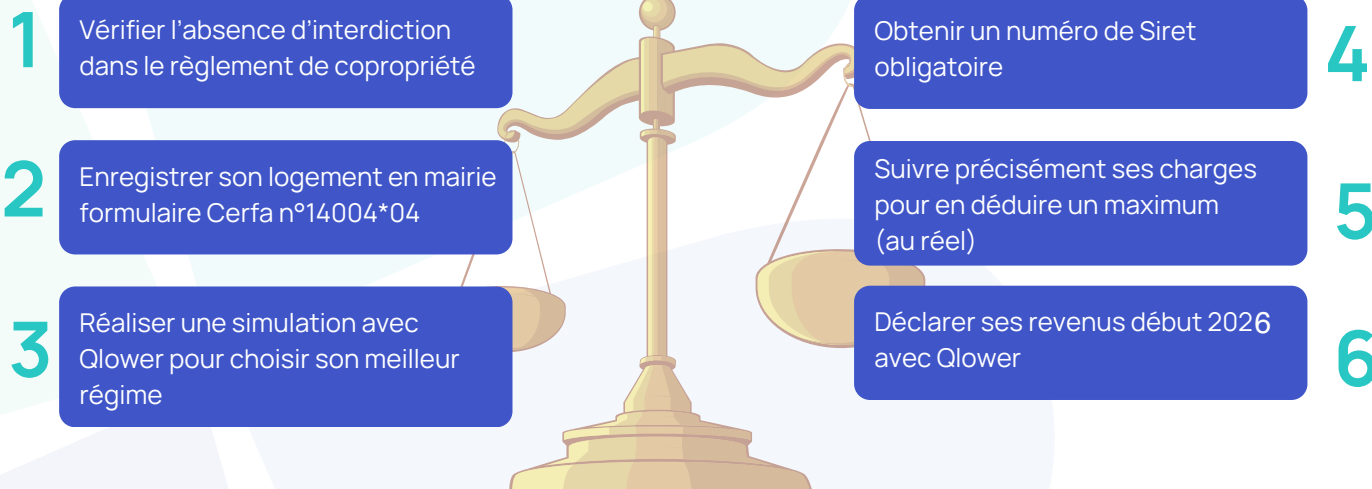 1
Vérifier l'absence d'interdiction
dans le règlement de copropriété
2
Enregistrer son logement en mairie
formulaire Cerfa n°14004*04
3
Réaliser une simulation avec
Qlower pour choisir son meilleur
régime
4
Obtenir un numéro de Siret
obligatoire
5
Suivre précisément ses charges
pour en déduire un maximum
(au réel)
6
Déclarer ses revenus début 2026
avec Qlower